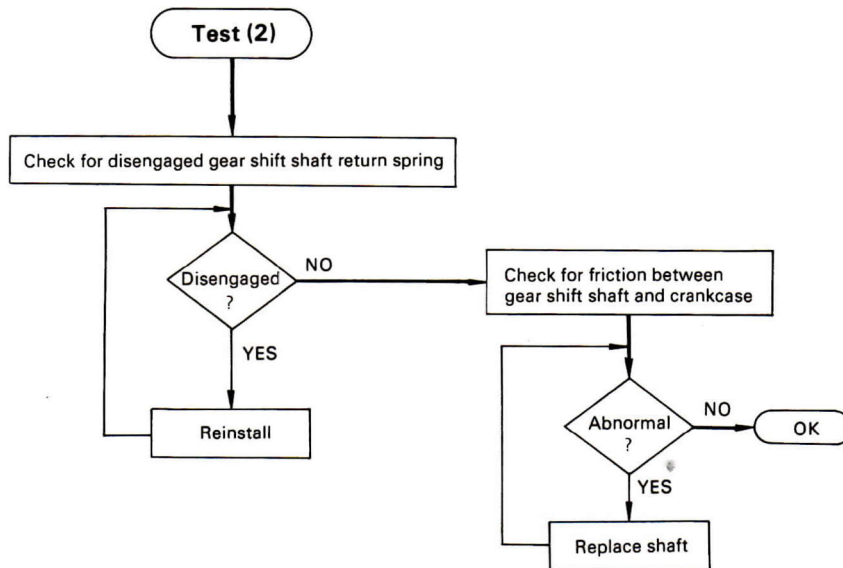 Test (2)
Check for disengaged gear shift shaft return spring
Disengaged
?
NO
YES
Reinstall
Check for friction between
gear shift shaft and crankcase
Abnormal
?
NO
OK
YES
Replace shaft